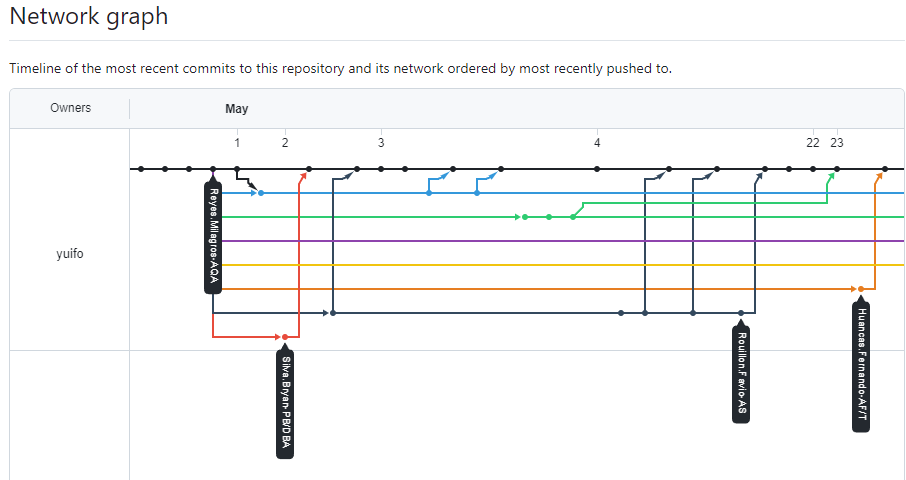 Network graph
Timeline of the most recent commits to this repository and its network ordered by most recently pushed to.
Owners
May
1 2 3 4 22 23
yuifo
Reyes.Milagros-AQA
Silva.Bryan-PB/DBA
Rouillon.Favio-AS
Huancas.Fernando-AF/T